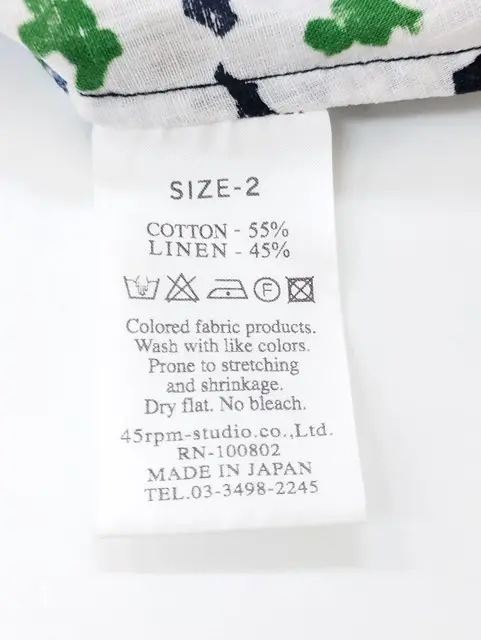 SIZE-2
COTTON - 55%
LINEN - 45%
F
Colored fabric products.
Wash with like colors.
Prone to stretching
and shrinkage.
Dry flat. No bleach.
45rpm-studio.co.,Ltd.
RN-100802
MADE IN JAPAN
TEL.03-3498-2245